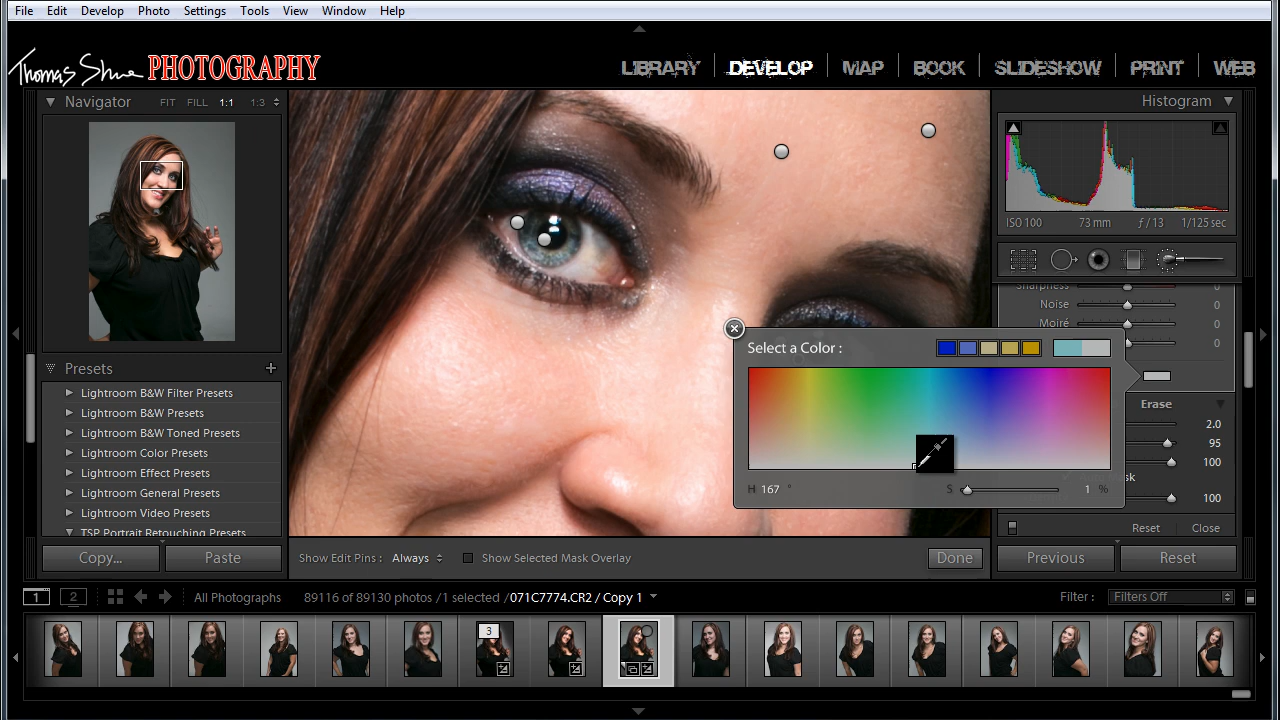 File Edit Develop Photo Settings Tools View Window Help
Thomas Shue PHOTOGRAPHY
LIBRARY DEVELOP MAP BOOK SLIDESHOW PRINT WEB
Navigator FIT FILL 1:1 1:3
Histogram
ISO 100 73 mm ƒ / 13 1/125 sec
Sharpness
Noise 0
Moiré 0
0
Select a Color :
H 167 ° S 1 %
Erase
2.0
95
100
100
Reset Close
Presets +
Lightroom B&W Filter Presets
Lightroom B&W Presets
Lightroom B&W Toned Presets
Lightroom Color Presets
Lightroom Effect Presets
Lightroom General Presets
Lightroom Video Presets
TSP Portrait Retouching Presets
Copy... Paste
Show Edit Pins : Always Show Selected Mask Overlay Done
Previous Reset
1 2 All Photographs 89116 of 89130 photos /1 selected /071C7774.CR2 / Copy 1
Filter : Filters Off
3